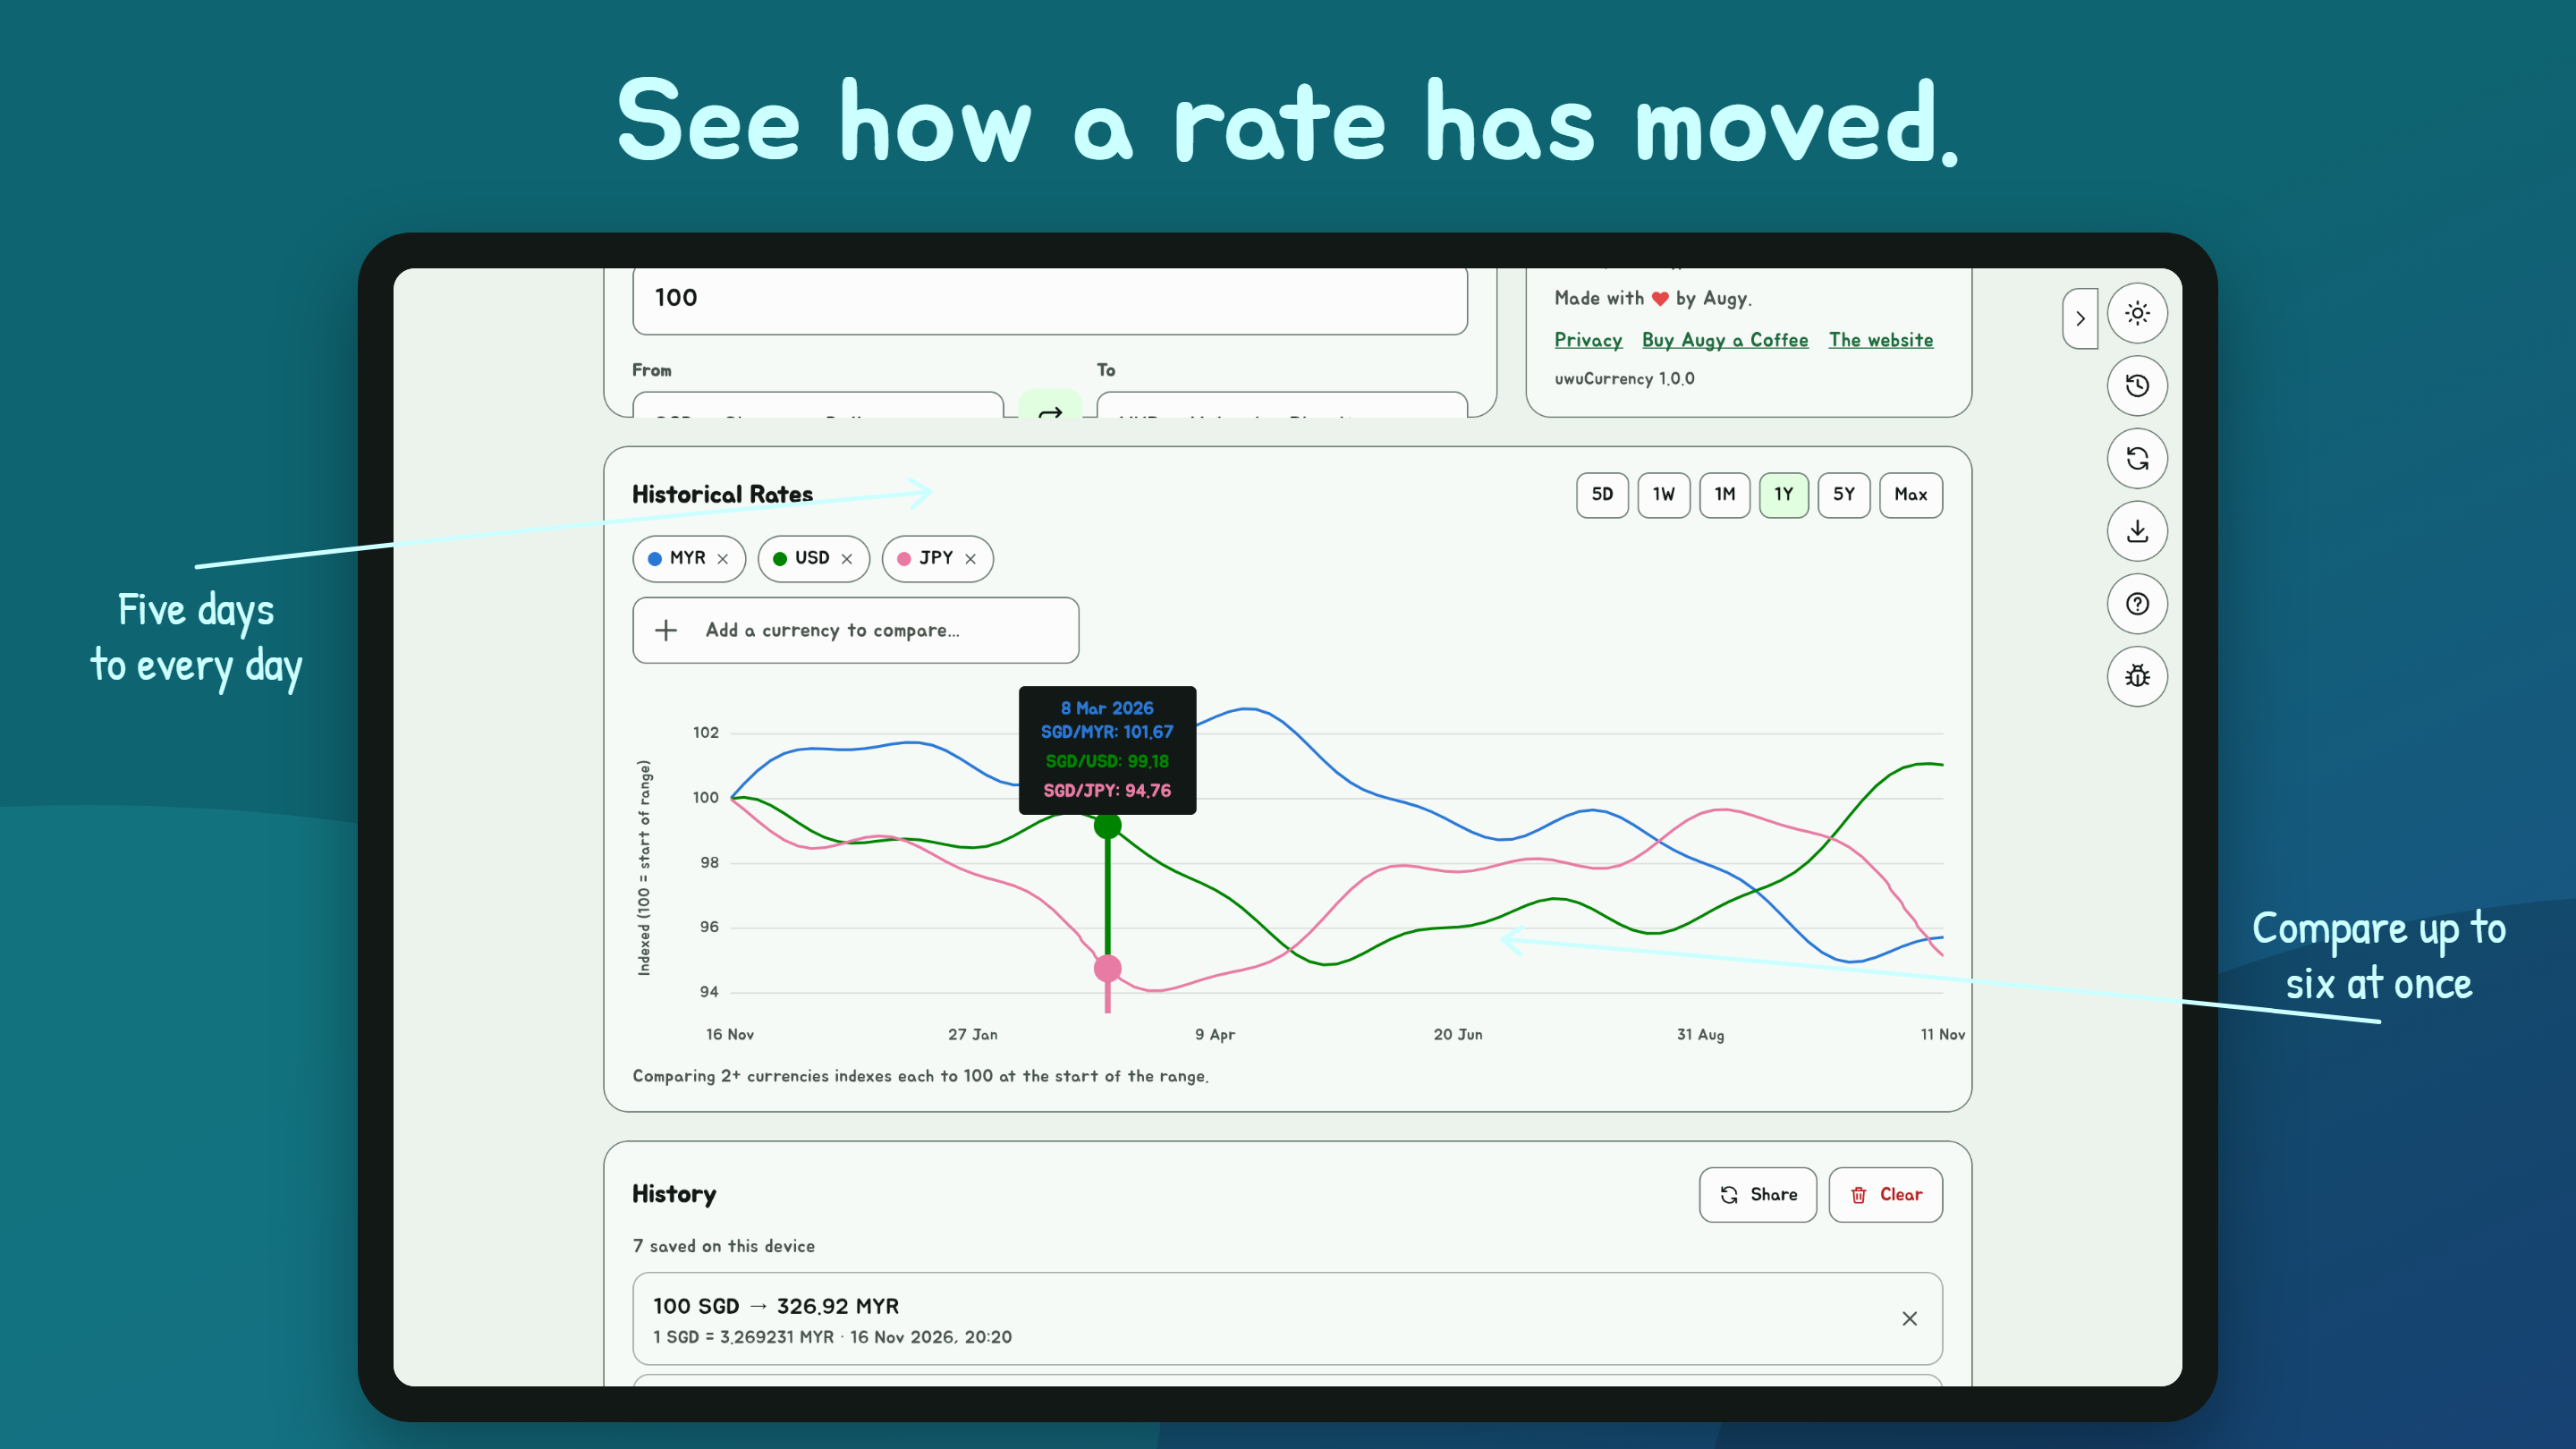 See how a rate has moved.
100
From
To
Made with ❤ by Augy.
Privacy Buy Augy a Coffee The website
uwuCurrency 1.0.0
Historical Rates
5D 1W 1M 1Y 5Y Max
MYR × USD × JPY ×
Add a currency to compare...
Five days
to every day
8 Mar 2026
SGD/MYR: 101.67
SGD/USD: 99.18
SGD/JPY: 94.76
Indexed (100 = start of range)
102
100
98
96
94
16 Nov 27 Jan 9 Apr 20 Jun 31 Aug 11 Nov
Comparing 2+ currencies indexes each to 100 at the start of the range.
Compare up to
six at once
History
Share
Clear
7 saved on this device
100 SGD → 326.92 MYR
1 SGD = 3.269231 MYR · 16 Nov 2026, 20:20